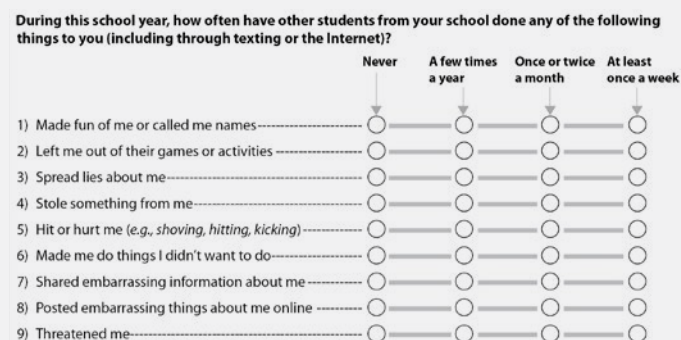 During this school year, how often have other students from your school done any of the following
things to you (including through texting or the Internet)?
Never
A few times
a year
Once or twice
a month
At least
once a week
1) Made fun of me or called me names
2) Left me out of their games or activities
3) Spread lies about me
4) Stole something from me
5) Hit or hurt me (e.g., shoving, hitting, kicking)
6) Made me do things I didn't want to do
7) Shared embarrassing information about me
8) Posted embarrassing things about me online
9) Threatened me